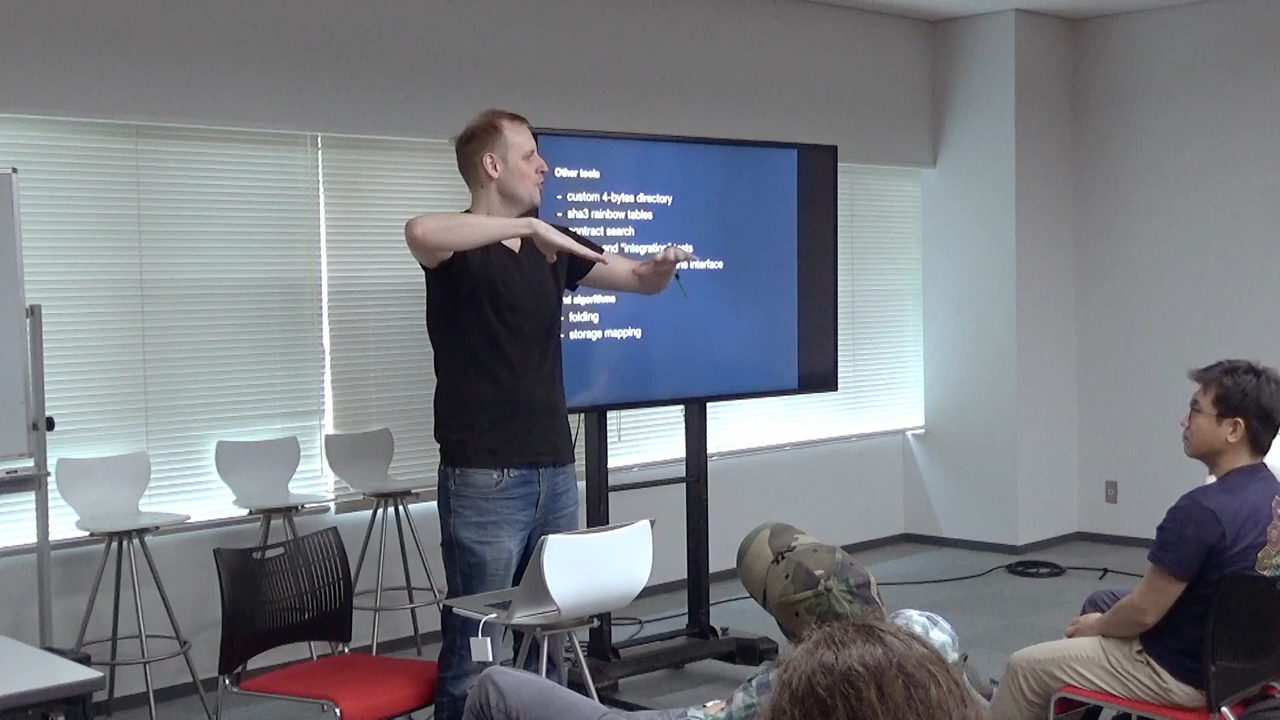 Other tools
- custom 4-bytes directory
- sha3 rainbow tables
contract search
and "integration" tests
interface
algorithms
- folding
- storage mapping